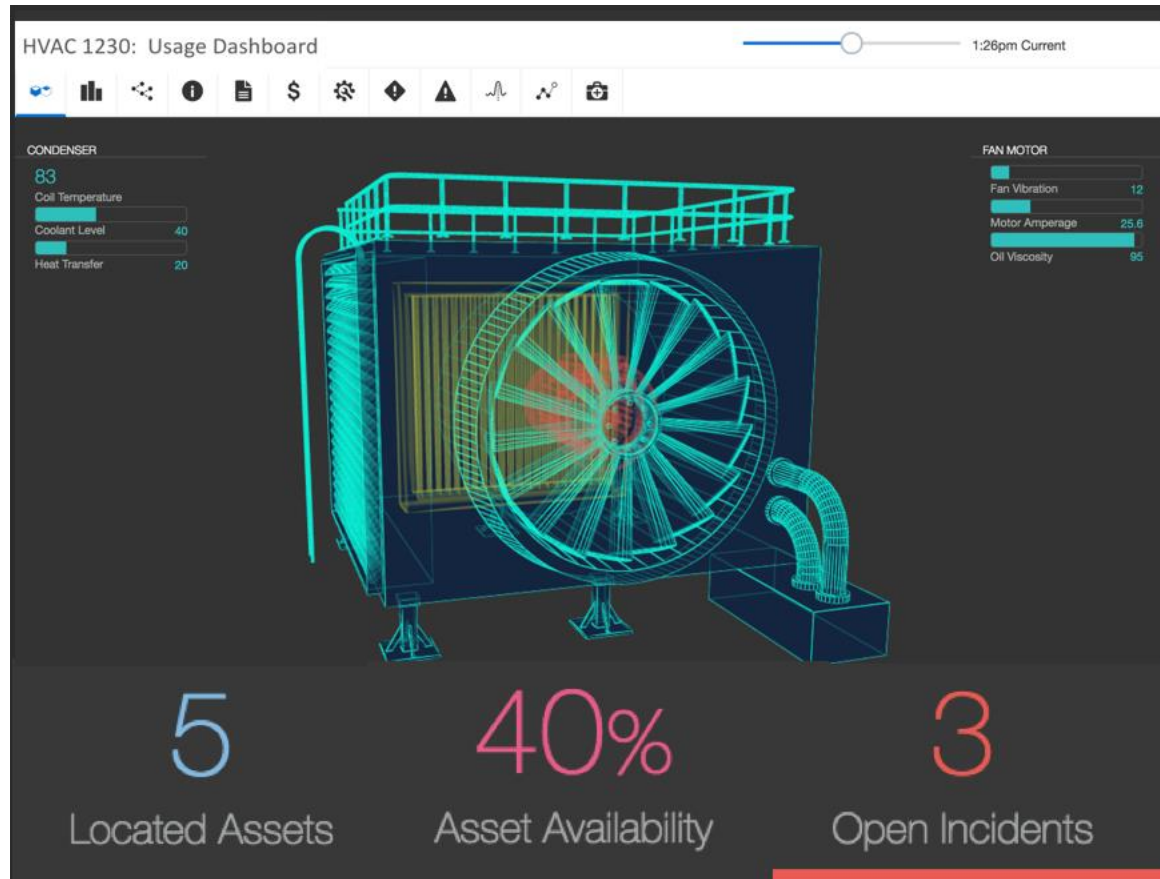 HVAC 1230: Usage Dashboard
1:26pm Current
$
CONDENSER
83
Coil Temperature
Coolant Level 40
Heat Transfer 20
FAN MOTOR
Fan Vibration 12
Motor Amperage 25.6
Oil Viscosity 95
5
Located Assets
40%
Asset Availability
3
Open Incidents